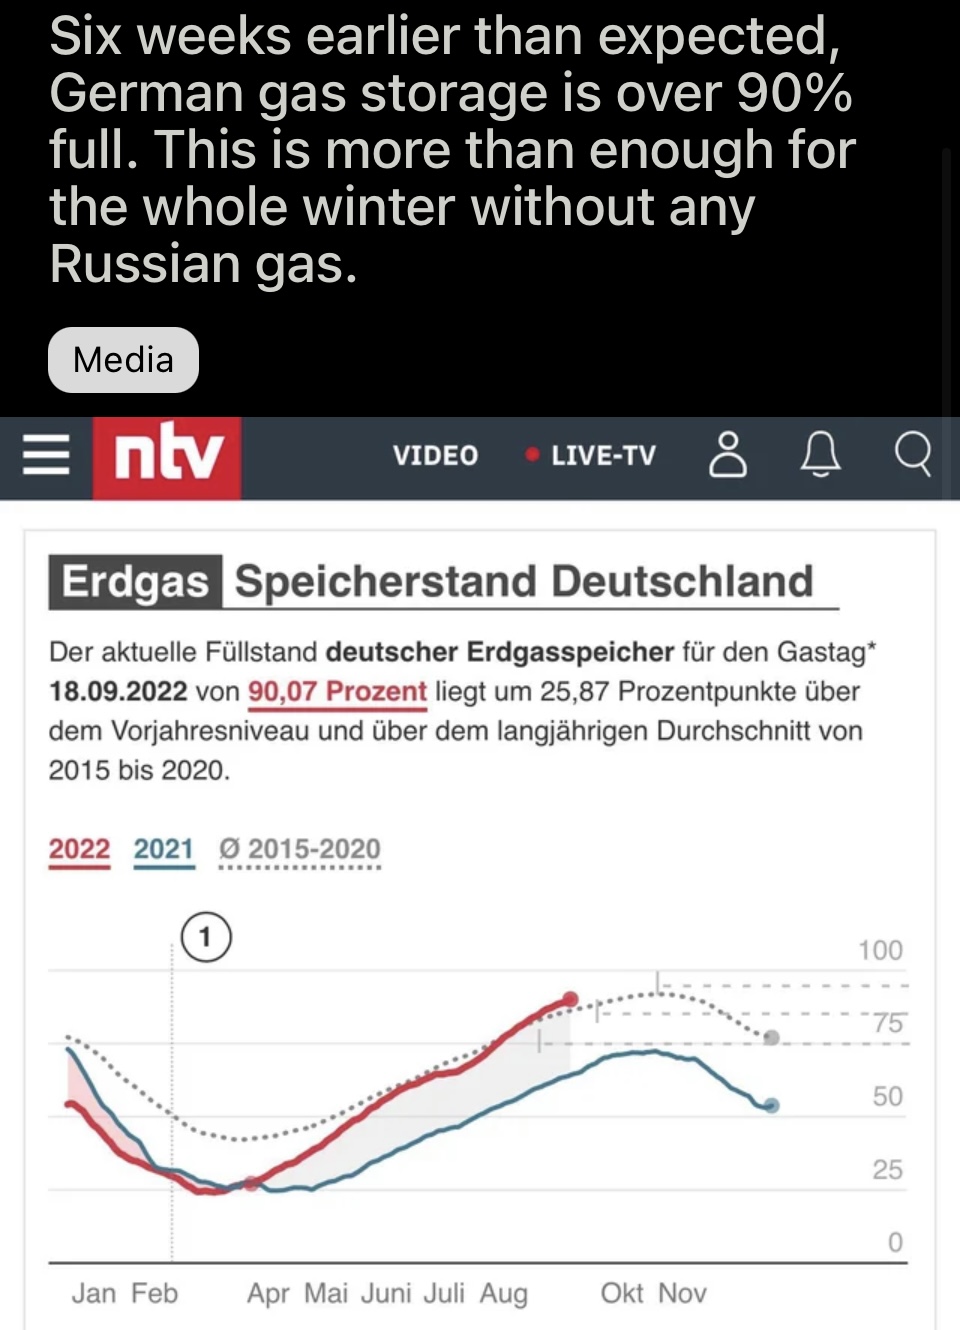 Six weeks earlier than expected,
German gas storage is over 90%
full. This is more than enough for
the whole winter without any
Russian gas.
Media
ntv
VIDEO
LIVE-TV
Erdgas Speicherstand Deutschland
Der aktuelle Füllstand deutscher Erdgasspeicher für den Gastag*
18.09.2022 von 90,07 Prozent liegt um 25,87 Prozentpunkte über
dem Vorjahresniveau und über dem langjährigen Durchschnitt von
2015 bis 2020.
2022 2021 Ø 2015-2020
1
100
75
50
25
0
Jan Feb Apr Mai Juni Juli Aug Okt Nov